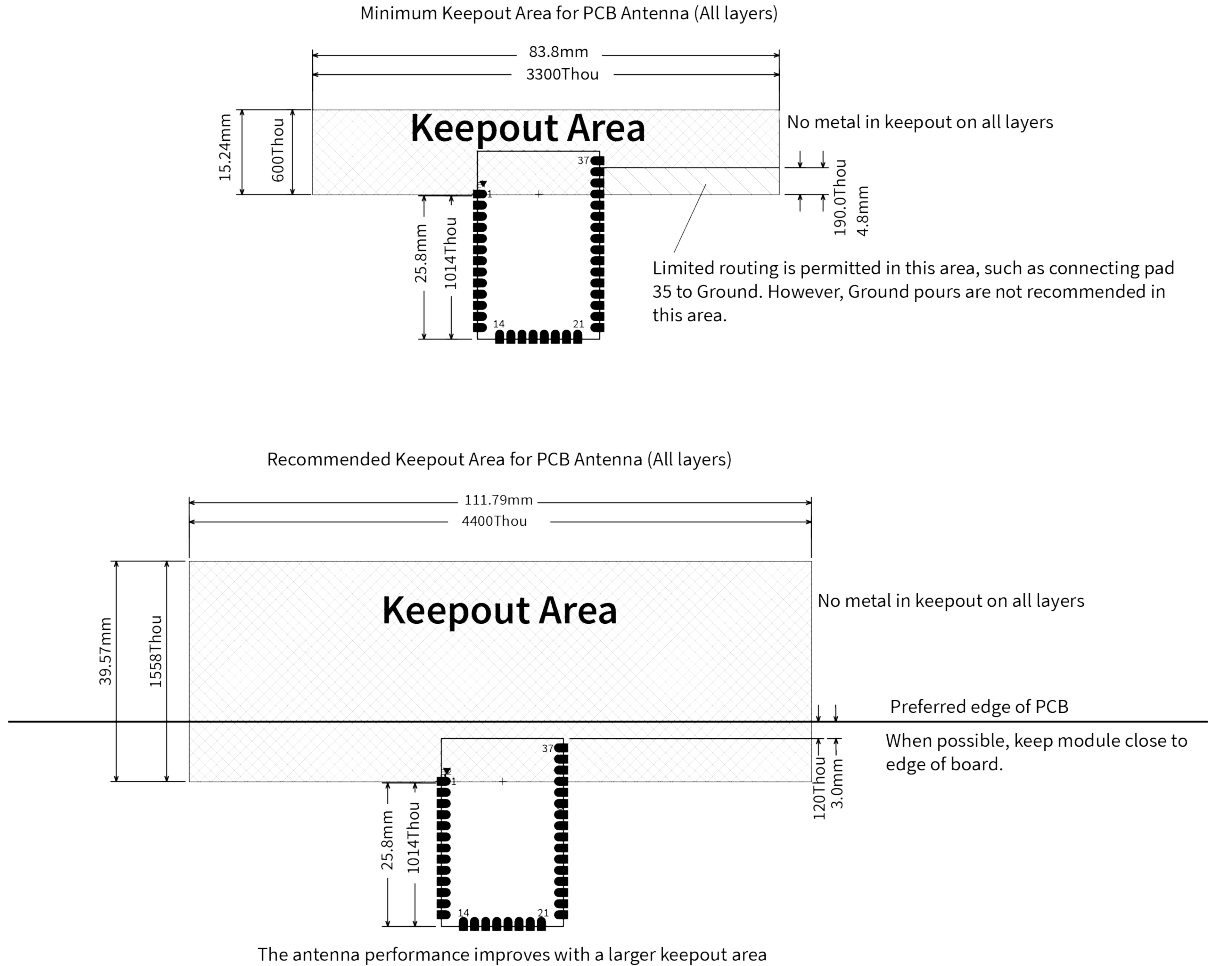 Minimum Keepout Area for PCB Antenna (All layers)
83.8mm
3300Thou
Keepout Area
No metal in keepout on all layers
15.24mm
600Thou
37
1
190.0Thou
4.8mm
25.8mm
1014Thou
Limited routing is permitted in this area, such as connecting pad
35 to Ground. However, Ground pours are not recommended in
this area.
14
21
Recommended Keepout Area for PCB Antenna (All layers)
111.79mm
4400Thou
Keepout Area
No metal in keepout on all layers
39.57mm
1558Thou
Preferred edge of PCB
When possible, keep module close to
edge of board.
37
1
120Thou
3.0mm
25.8mm
1014Thou
14
21
The antenna performance improves with a larger keepout area